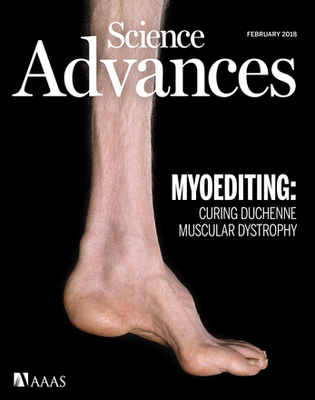 Science
FEBRUARY 2018
Advances
MYOEDITING:
CURING DUCHENNE
MUSCULAR DYSTROPHY
AAAS